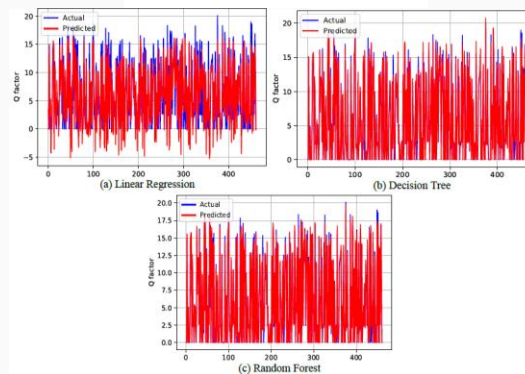 Actual
Predicted
20
15
10
5
0
−5
Q factor
0
100
200
300
400
(a) Linear Regression
Actual
Predicted
20
15
10
5
0
Q factor
0
100
200
300
400
(b) Decision Tree
Actual
Predicted
20.0
17.5
15.0
12.5
10.0
7.5
5.0
2.5
0.0
Q factor
0
100
200
300
400
(c) Random Forest